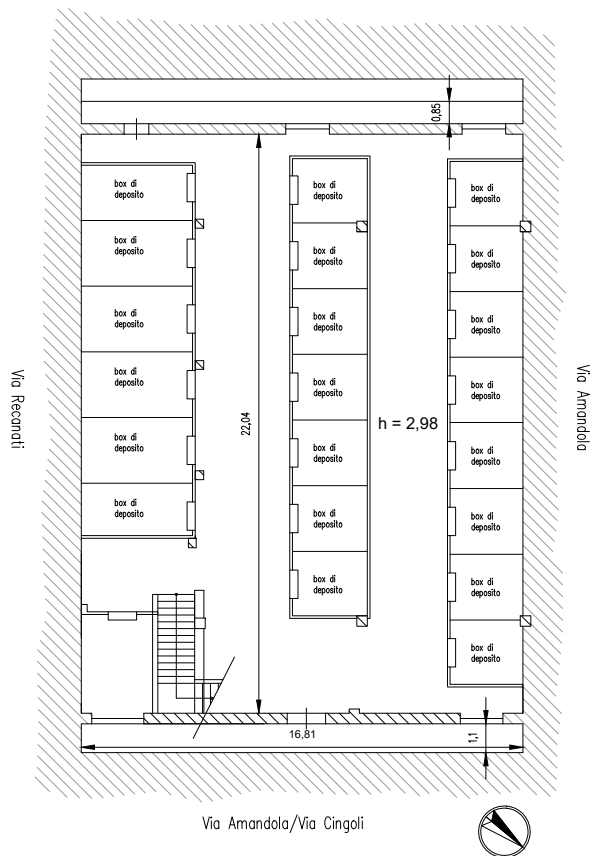 0,85
box di
deposito
box di
deposito
box di
deposito
box di
deposito
box di
deposito
box di
deposito
22,04
box di
deposito
box di
deposito
box di
deposito
box di
deposito
box di
deposito
box di
deposito
box di
deposito
h = 2,98
box di
deposito
box di
deposito
box di
deposito
box di
deposito
box di
deposito
box di
deposito
box di
deposito
box di
deposito
Via Recanati
Via Amandola
16,81
1,1
Via Amandola/Via Cingoli